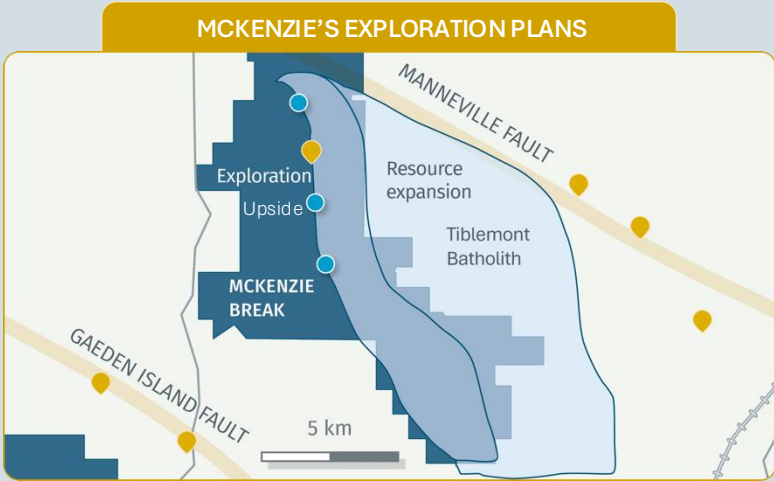 MCKENZIE'S EXPLORATION PLANS
MANNEVILLE FAULT
Exploration
Upside
Resource
expansion
Tiblemont
Batholith
MCKENZIE
BREAK
GAEDEN ISLAND FAULT
5 km